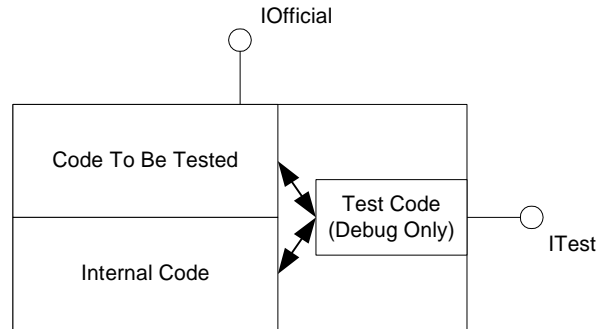 IOfficial
Code To Be Tested
Test Code
(Debug Only)
ITest
Internal Code